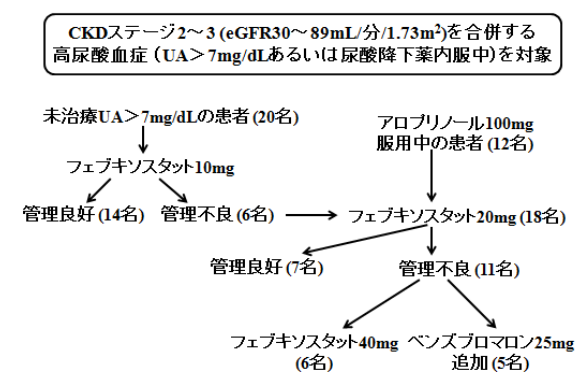 CKDステージ2～3 (eGFR30～89mL/分/1.73m²)を合併する
高尿酸血症（UA＞7mg/dLあるいは尿酸降下薬内服中)を対象
未治療UA＞7mg/dLの患者 (20名)
アロプリノール100mg
服用中の患者 (12名)
フェブキソスタット10mg
管理良好 (14名)
管理不良 (6名)
フェブキソスタット20mg (18名)
管理良好 (7名)
管理不良 (11名)
フェブキソスタット40mg
(6名)
ベンズブロマロン25mg
追加 (5名)